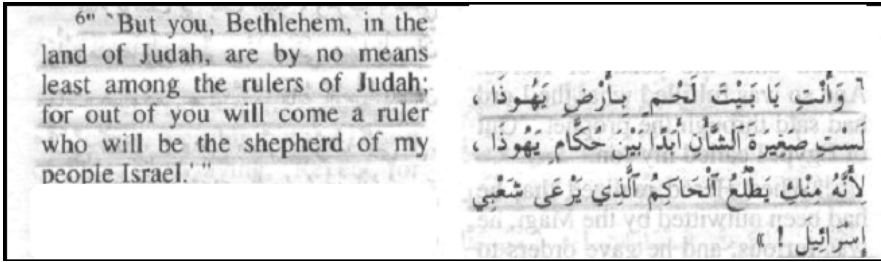 6" `But you, Bethlehem, in the
land of Judah, are by no means
least among the rulers of Judah;
for out of you will come a ruler
who will be the shepherd of my
people Israel.' "
٦ وَأَنْتِ يَا بَيْتَ لَحْمٍ بِأَرْضِ يَهُوذَا ،
لَسْتِ صَغِيرَةَ ٱلشَّأْنِ أَبَدًا بَيْنَ حُكَّامِ يَهُوذَا ،
لِأَنَّهُ مِنْكِ يَطْلُعُ ٱلْحَاكِمُ ٱلَّذِي يَرْعَى شَعْبِي
إِسْرَائِيلَ ! »